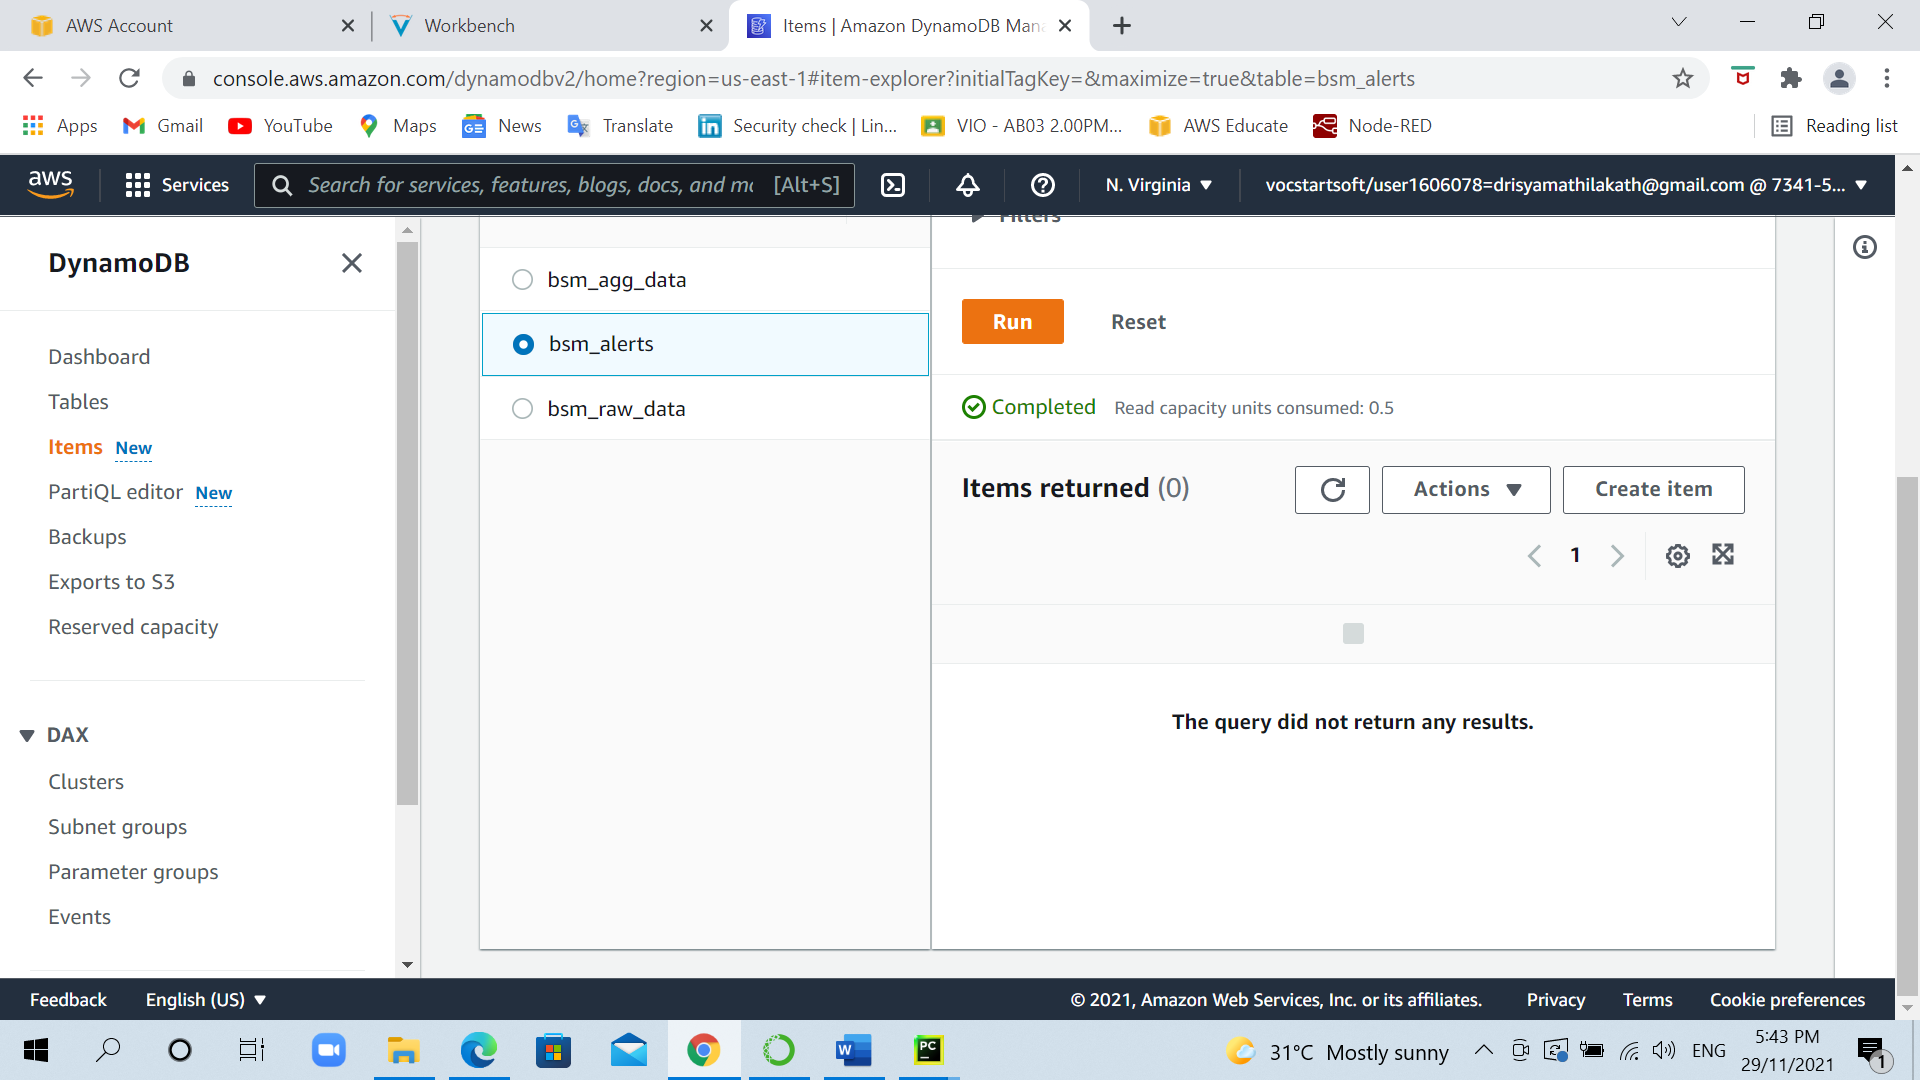 AWS Account
Workbench
Items | Amazon DynamoDB Man
console.aws.amazon.com/dynamodbv2/home?region=us-east-1#item-explorer?initialTagKey=&maximize=true&table=bsm_alerts
Apps
Gmail
YouTube
Maps
News
Translate
Security check | Lin...
VIO - AB03 2.00PM...
AWS Educate
Node-RED
Reading list
aws
Services
Search for services, features, blogs, docs, and mo
[Alt+S]
N. Virginia
vocstartsoft/user1606078=drisyamathilakath@gmail.com @ 7341-5...
Filters
DynamoDB
Dashboard
Tables
Items New
PartiQL editor New
Backups
Exports to S3
Reserved capacity
DAX
Clusters
Subnet groups
Parameter groups
Events
bsm_agg_data
bsm_alerts
bsm_raw_data
Run
Reset
Completed Read capacity units consumed: 0.5
Items returned (0)
Actions
Create item
1
The query did not return any results.
Feedback
English (US)
© 2021, Amazon Web Services, Inc. or its affiliates.
Privacy
Terms
Cookie preferences
W
PC
31°C Mostly sunny
ENG
5:43 PM
29/11/2021
1